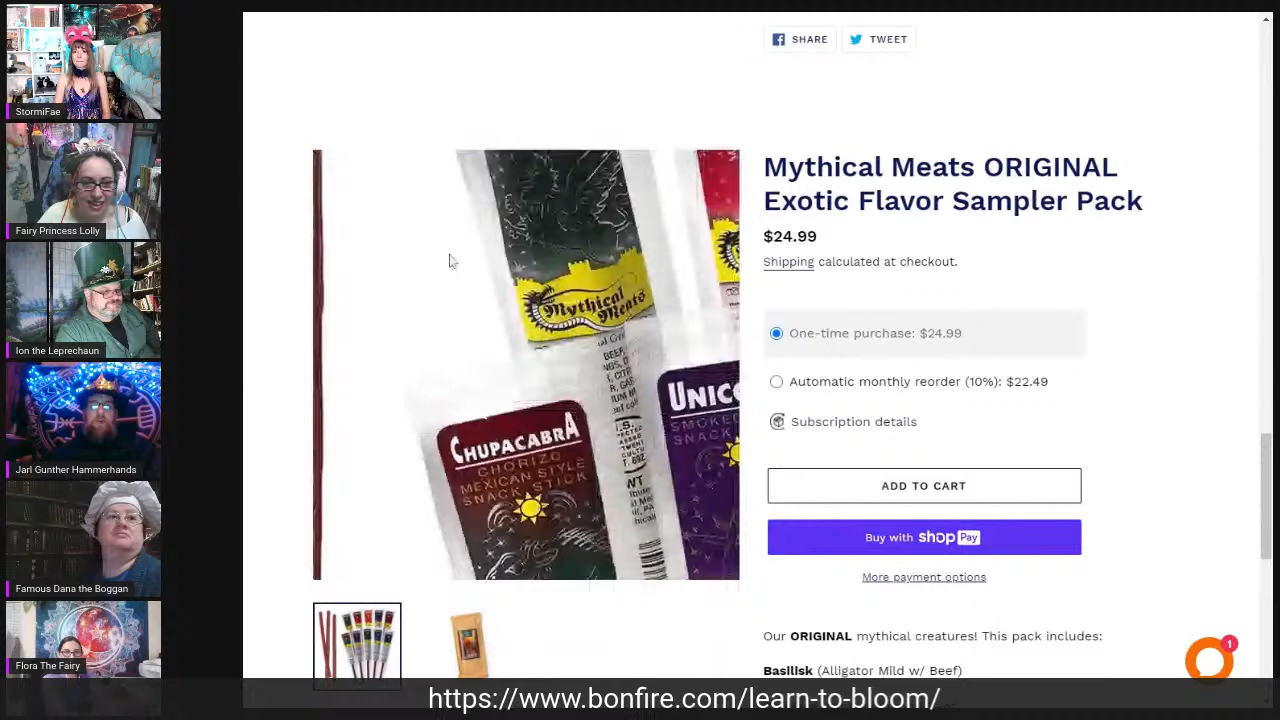 StormiFae
Fairy Princess Lolly
Ion the Leprechaun
Jarl Gunther Hammerhands
Famous Dana the Boggan
Flora The Fairy
SHARE
TWEET
Mythical Meats
CHUPACABRA
CHORIZO
MEXICAN STYLE
SNACK STICK
UNIC
SMOKED
SNACK
Mythical Meats ORIGINAL
Exotic Flavor Sampler Pack
$24.99
Shipping calculated at checkout.
One-time purchase: $24.99
Automatic monthly reorder (10%): $22.49
Subscription details
ADD TO CART
Buy with shop Pay
More payment options
Our ORIGINAL mythical creatures! This pack includes:
Basilisk (Alligator Mild w/ Beef)
1
https://www.bonfire.com/learn-to-bloom/